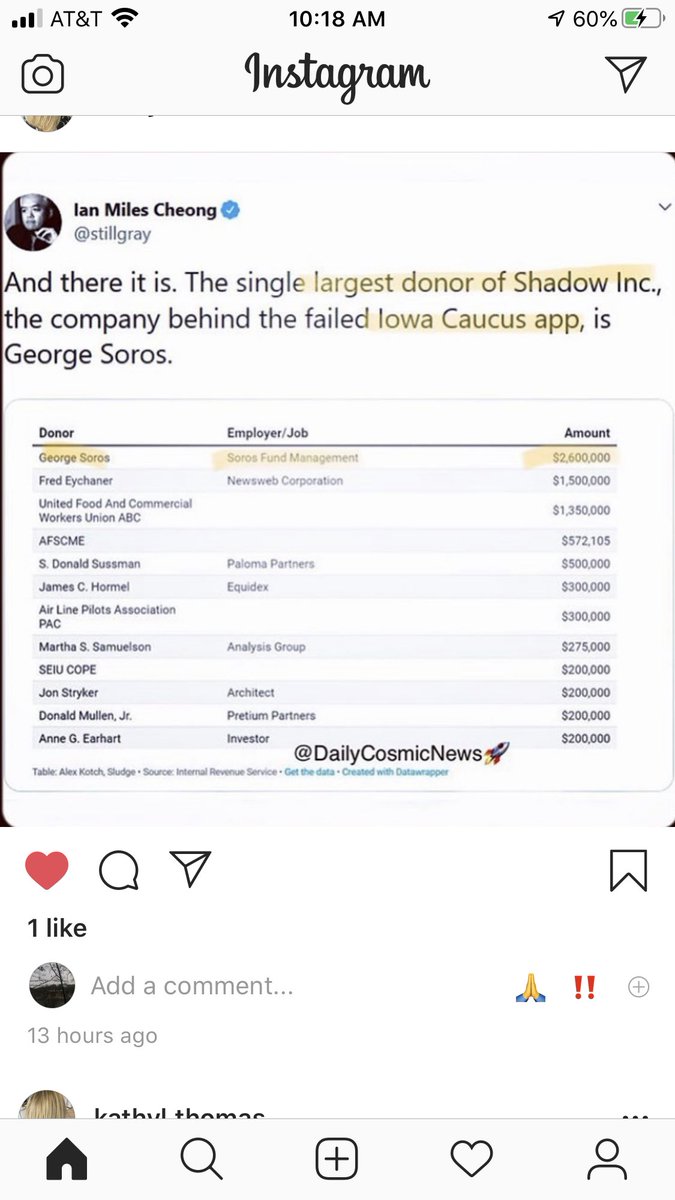 AT&T 10:18 AM 60%
Instagram
Ian Miles Cheong
@stillgray
And there it is. The single largest donor of Shadow Inc.,
the company behind the failed Iowa Caucus app, is
George Soros.
Donor Employer/Job Amount
George Soros Soros Fund Management $2,600,000
Fred Eychaner Newsweb Corporation $1,500,000
United Food And Commercial
Workers Union ABC $1,350,000
AFSCME $572,105
S. Donald Sussman Paloma Partners $500,000
James C. Hormel Equidex $300,000
Air Line Pilots Association
PAC $300,000
Martha S. Samuelson Analysis Group $275,000
SEIU COPE $200,000
Jon Stryker Architect $200,000
Donald Mullen, Jr. Pretium Partners $200,000
Anne G. Earhart Investor $200,000
@DailyCosmicNews🚀
Table: Alex Kotch, Sludge • Source: Internal Revenue Service • Get the data • Created with Datawrapper
1 like
Add a comment... 🙏 ‼️
13 hours ago
kathyl.thomas